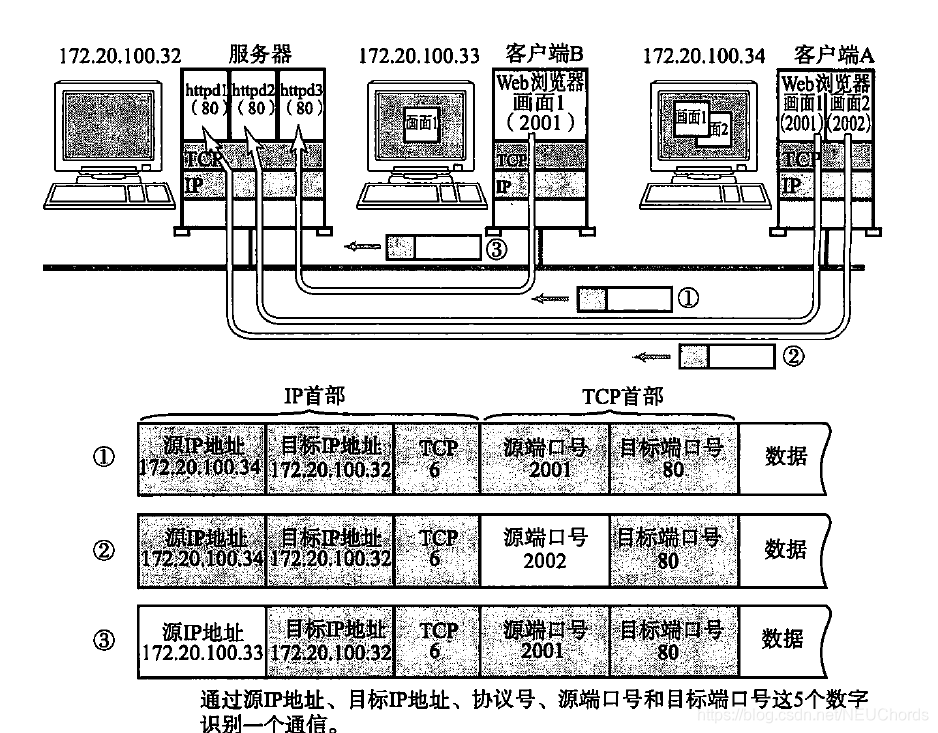 172.20.100.32 服务器 172.20.100.33 客户端B 172.20.100.34 客户端A
httpd1 httpd2 httpd3
(80) (80) (80)
TCP
IP
画面1
Web浏览器
画面1
(2001)
TCP
IP
画面1
面2
Web浏览器
画面1 画面2
(2001) (2002)
TCP
IP
③
①
②
IP首部 TCP首部
① 源IP地址 目标IP地址 TCP 源端口号 目标端口号 数据
172.20.100.34 172.20.100.32 6 2001 80
② 源IP地址 目标IP地址 TCP 源端口号 目标端口号 数据
172.20.100.34 172.20.100.32 6 2002 80
③ 源IP地址 目标IP地址 TCP 源端口号 目标端口号 数据
172.20.100.33 172.20.100.32 6 2001 80
通过源IP地址、目标IP地址、协议号、源端口号和目标端口号这5个数字
识别一个通信。
https://blog.csdn.net/NEUChords